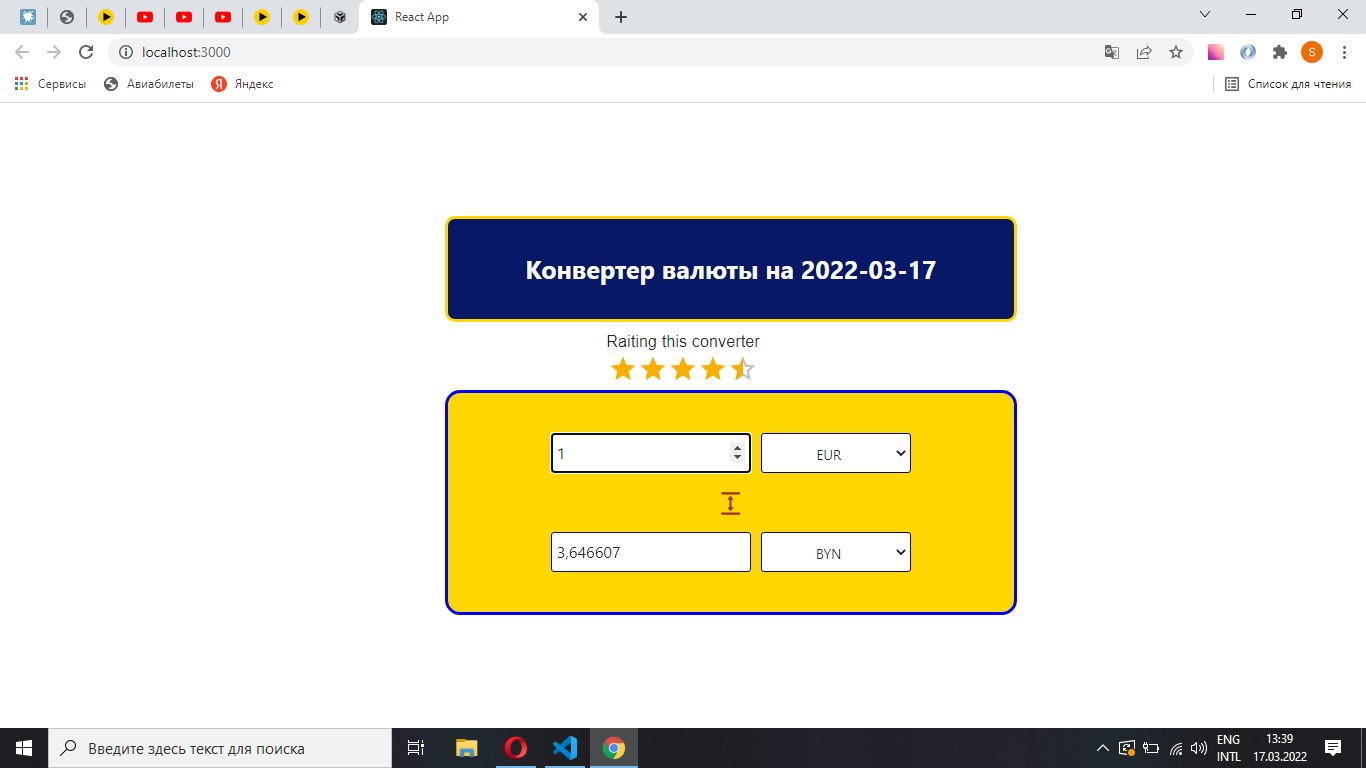 React App
localhost:3000
S
Сервисы
Авиабилеты
Я
Яндекс
Список для чтения
Конвертер валюты на 2022-03-17
Raiting this converter
1
EUR
3,646607
BYN
Введите здесь текст для поиска
ENG
INTL
13:39
17.03.2022